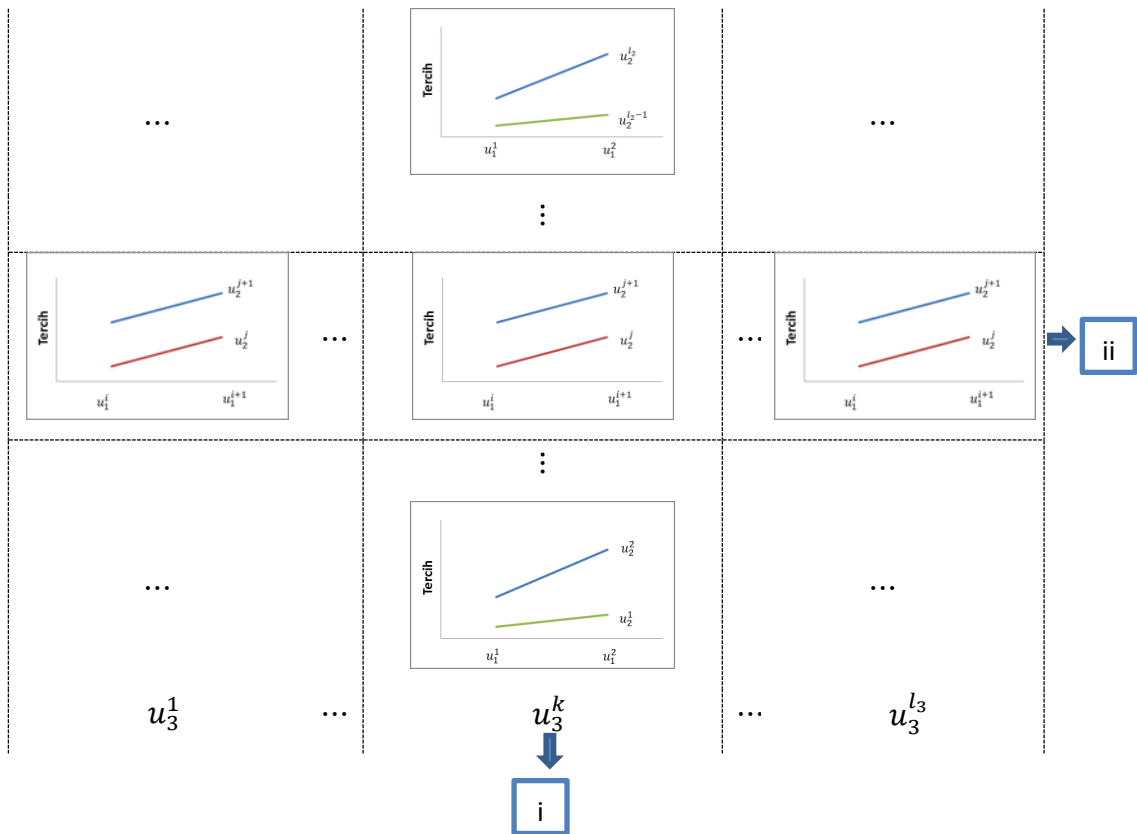 Tercih
$u_2^{l_2}$
$u_2^{l_2-1}$
$u_1^1$ $u_1^2$
... ...
⋮
Tercih
$u_2^{j+1}$
$u_2^j$
$u_1^i$ $u_1^{i+1}$
...
Tercih
$u_2^{j+1}$
$u_2^j$
$u_1^i$ $u_1^{i+1}$
...
Tercih
$u_2^{j+1}$
$u_2^j$
$u_1^i$ $u_1^{i+1}$
ii
⋮
Tercih
$u_2^2$
$u_2^1$
$u_1^1$ $u_1^2$
... ...
$u_3^1$ ... $u_3^k$ ... $u_3^{l_3}$
i